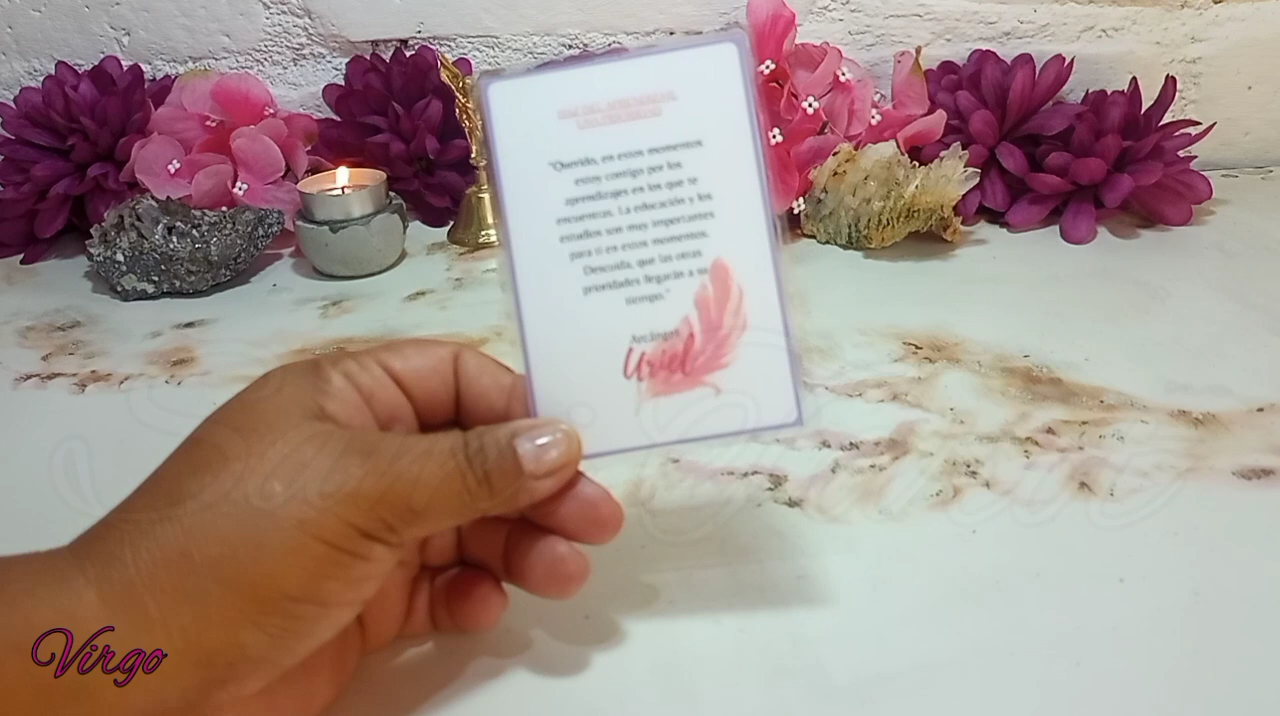 "Querido, en estos momentos
estoy contigo por los
aprendizajes en los que te
encuentras. La educación y los
estudios son muy importantes
para ti en estos momentos.
Descuida, que las otras
prioridades llegarán a su
tiempo."
Arcángel
Uriel
Virgo